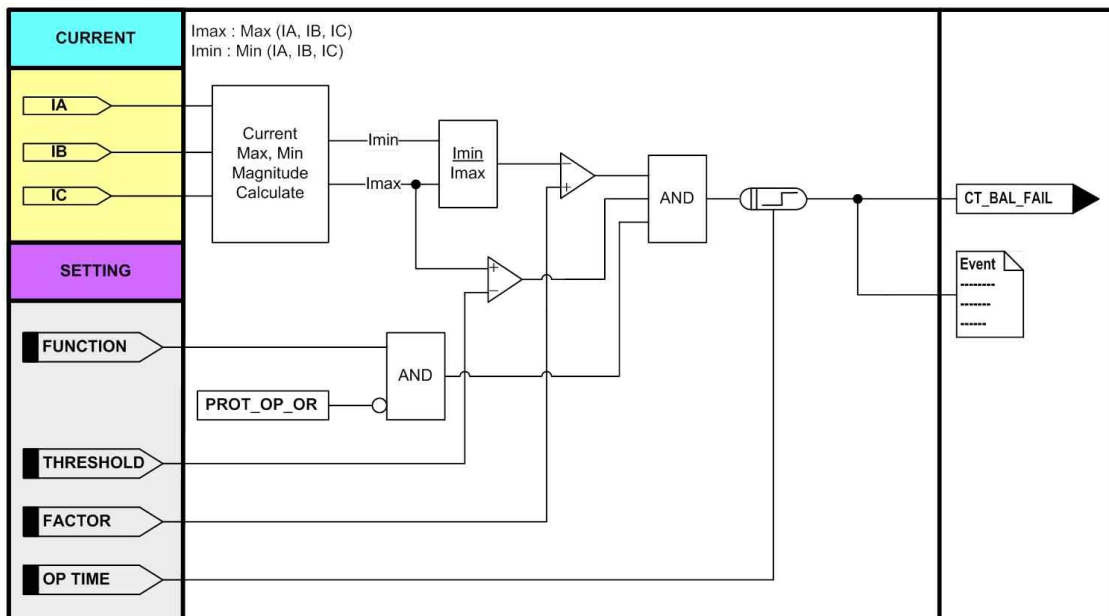 CURRENT
Imax : Max (IA, IB, IC)
Imin : Min (IA, IB, IC)
IA
IB
IC
Current
Max, Min
Magnitude
Calculate
Imin
Imax
Imin
Imax
−
+
AND
CT_BAL_FAIL
SETTING
+
−
Event
FUNCTION
AND
PROT_OP_OR
THRESHOLD
FACTOR
OP TIME